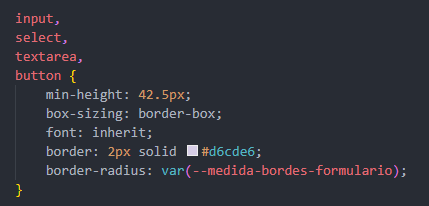 input,
select,
textarea,
button {
    min-height: 42.5px;
    box-sizing: border-box;
    font: inherit;
    border: 2px solid #d6cde6;
    border-radius: var(--medida-bordes-formulario);
}